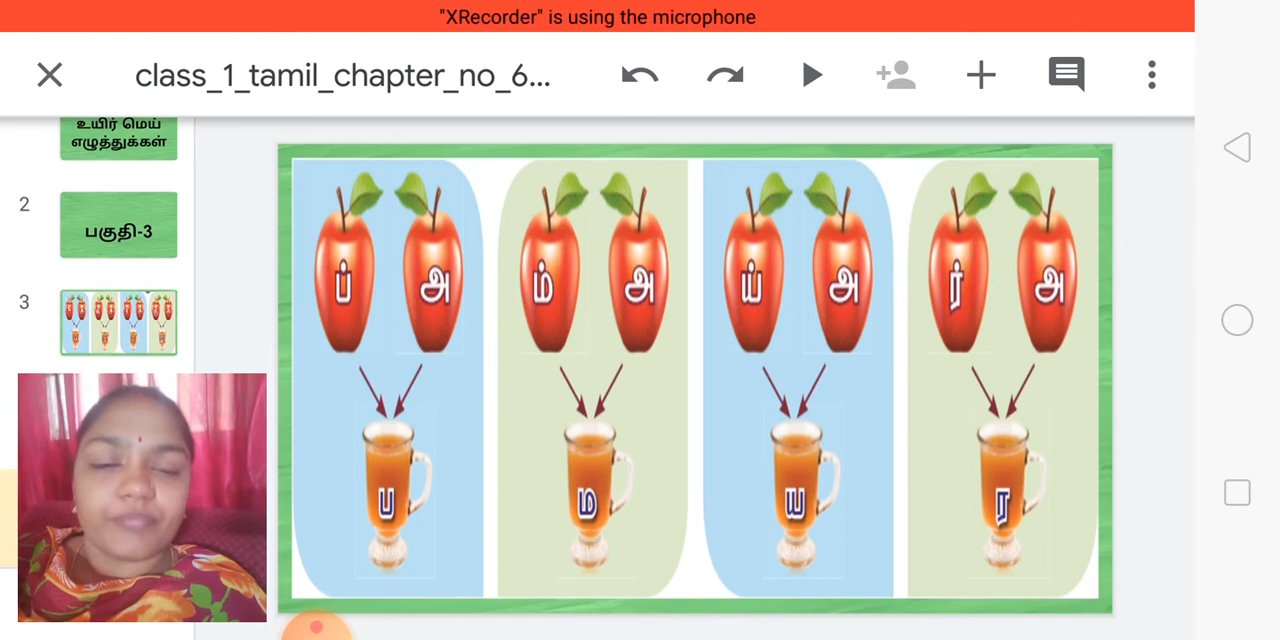 "XRecorder" is using the microphone
class_1_tamil_chapter_no_6...
உயிர் மெய்
எழுத்துக்கள்
2
பகுதி-3
3
ப் அ ம் அ ய் அ ர் அ
ப ம ய ர